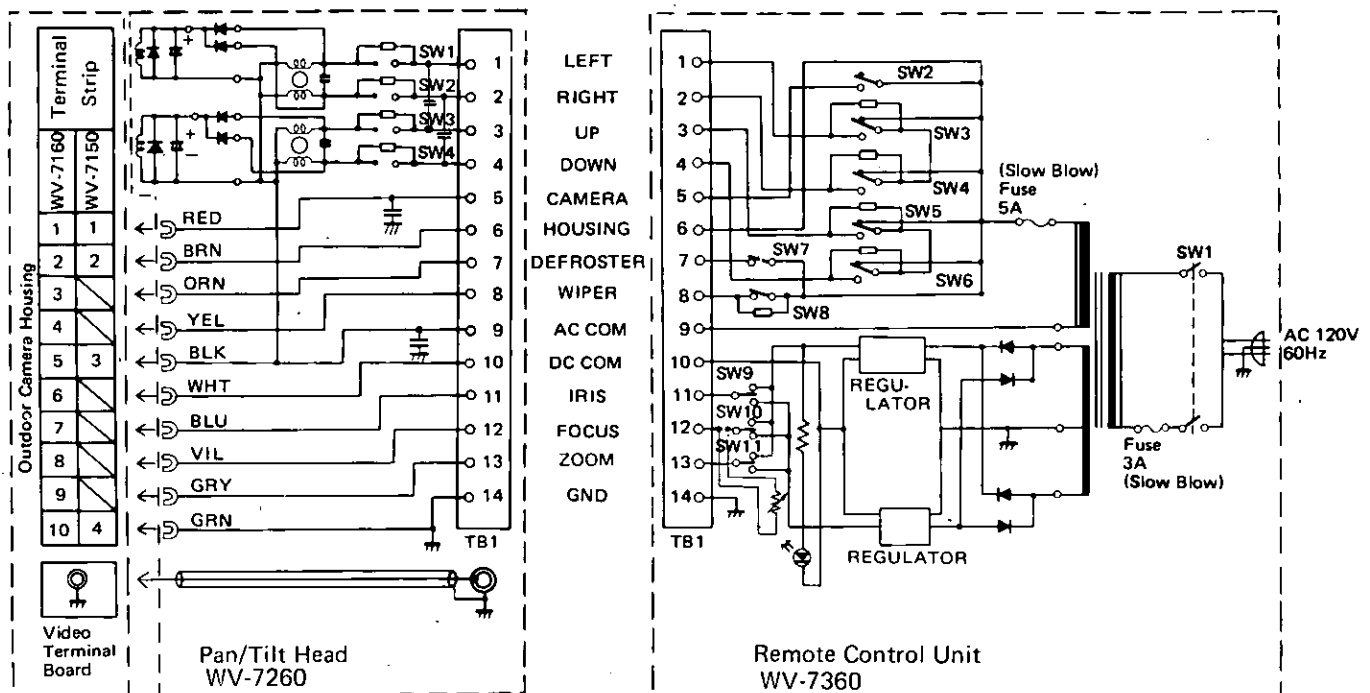 Outdoor Camera Housing
Terminal Strip
WV-7160 WV-7150
1 1
2 2
3
4
5 3
6
7
8
9
10 4
Video
Terminal
Board
+
−
+
−
SW1
SW2
SW3
SW4
RED
BRN
ORN
YEL
BLK
WHT
BLU
VIL
GRY
GRN
1
2
3
4
5
6
7
8
9
10
11
12
13
14
TB1
Pan/Tilt Head
WV-7260
LEFT
RIGHT
UP
DOWN
CAMERA
HOUSING
DEFROSTER
WIPER
AC COM
DC COM
IRIS
FOCUS
ZOOM
GND
1
2
3
4
5
6
7
8
9
10
11
12
13
14
TB1
SW2
SW3
SW4
SW5
SW6
SW7
SW8
SW9
SW10
SW11
REGU-
LATOR
REGULATOR
(Slow Blow)
Fuse
5A
SW1
AC 120V
60Hz
Fuse
3A
(Slow Blow)
Remote Control Unit
WV-7360